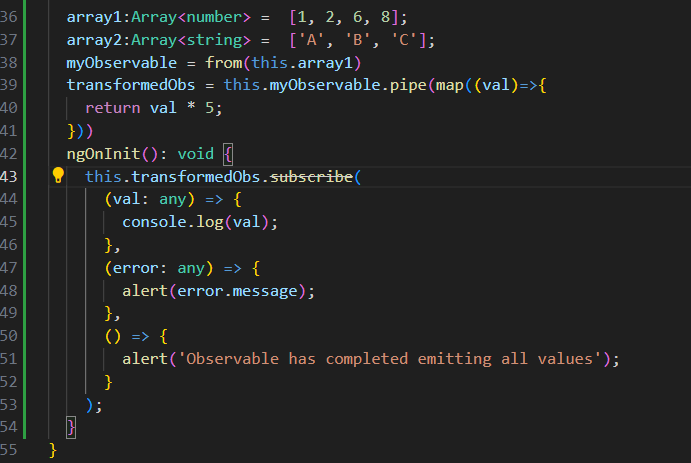 36 array1:Array<number> =  [1, 2, 6, 8];
37 array2:Array<string> =  ['A', 'B', 'C'];
38 myObservable = from(this.array1)
39 transformedObs = this.myObservable.pipe(map((val)=>{
40   return val * 5;
41 }))
42 ngOnInit(): void {
43   this.transformedObs.subscribe(
44     (val: any) => {
45       console.log(val);
46     },
47     (error: any) => {
48       alert(error.message);
49     },
50     () => {
51       alert('Observable has completed emitting all values');
52     }
53   );
54 }
55 }